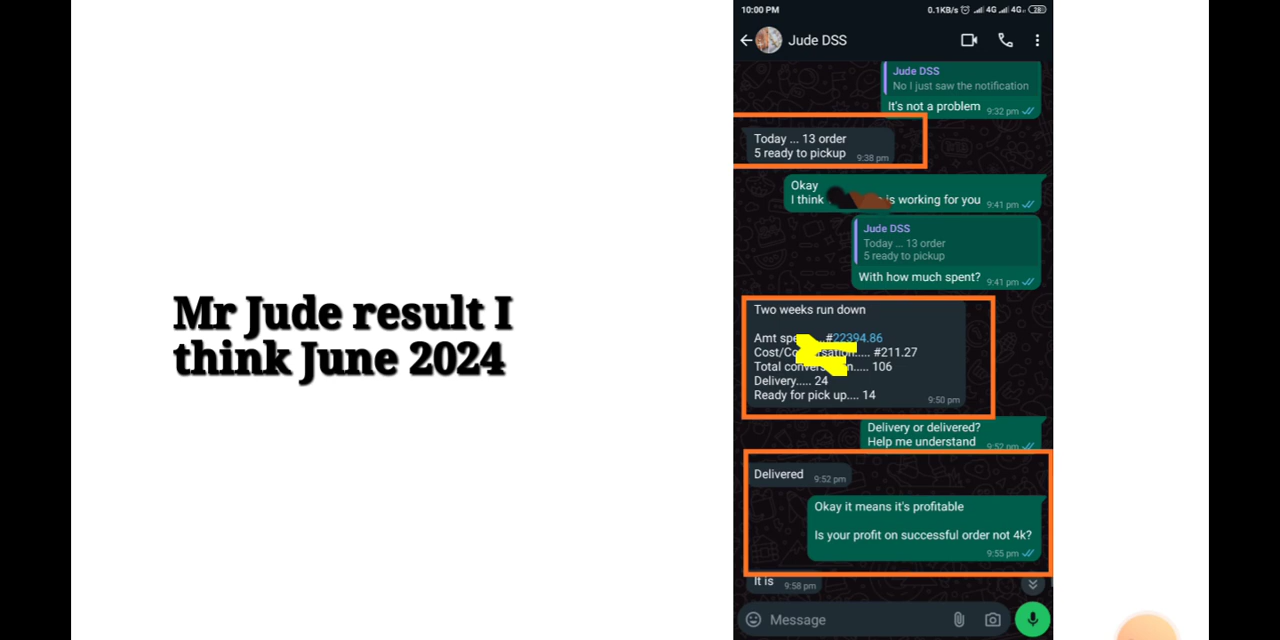 Mr Jude result I
think June 2024
10:00 PM
0.1KB/s
4G
4G
28
Jude DSS
Jude DSS
No I just saw the notification
It's not a problem
9:32 pm
Today ... 13 order
5 ready to pickup
9:38 pm
Okay
I think is working for you
9:41 pm
Jude DSS
Today ... 13 order
5 ready to pickup
With how much spent?
9:41 pm
Two weeks run down
Amt #22394.86
..... #211.27
Total ..... 106
Delivery..... 24
Ready for pick up.... 14
9:50 pm
Delivery or delivered?
Help me understand
9:52 pm
Delivered
9:52 pm
Okay it means it's profitable
Is your profit on successful order not 4k?
9:55 pm
It is
9:58 pm
Message